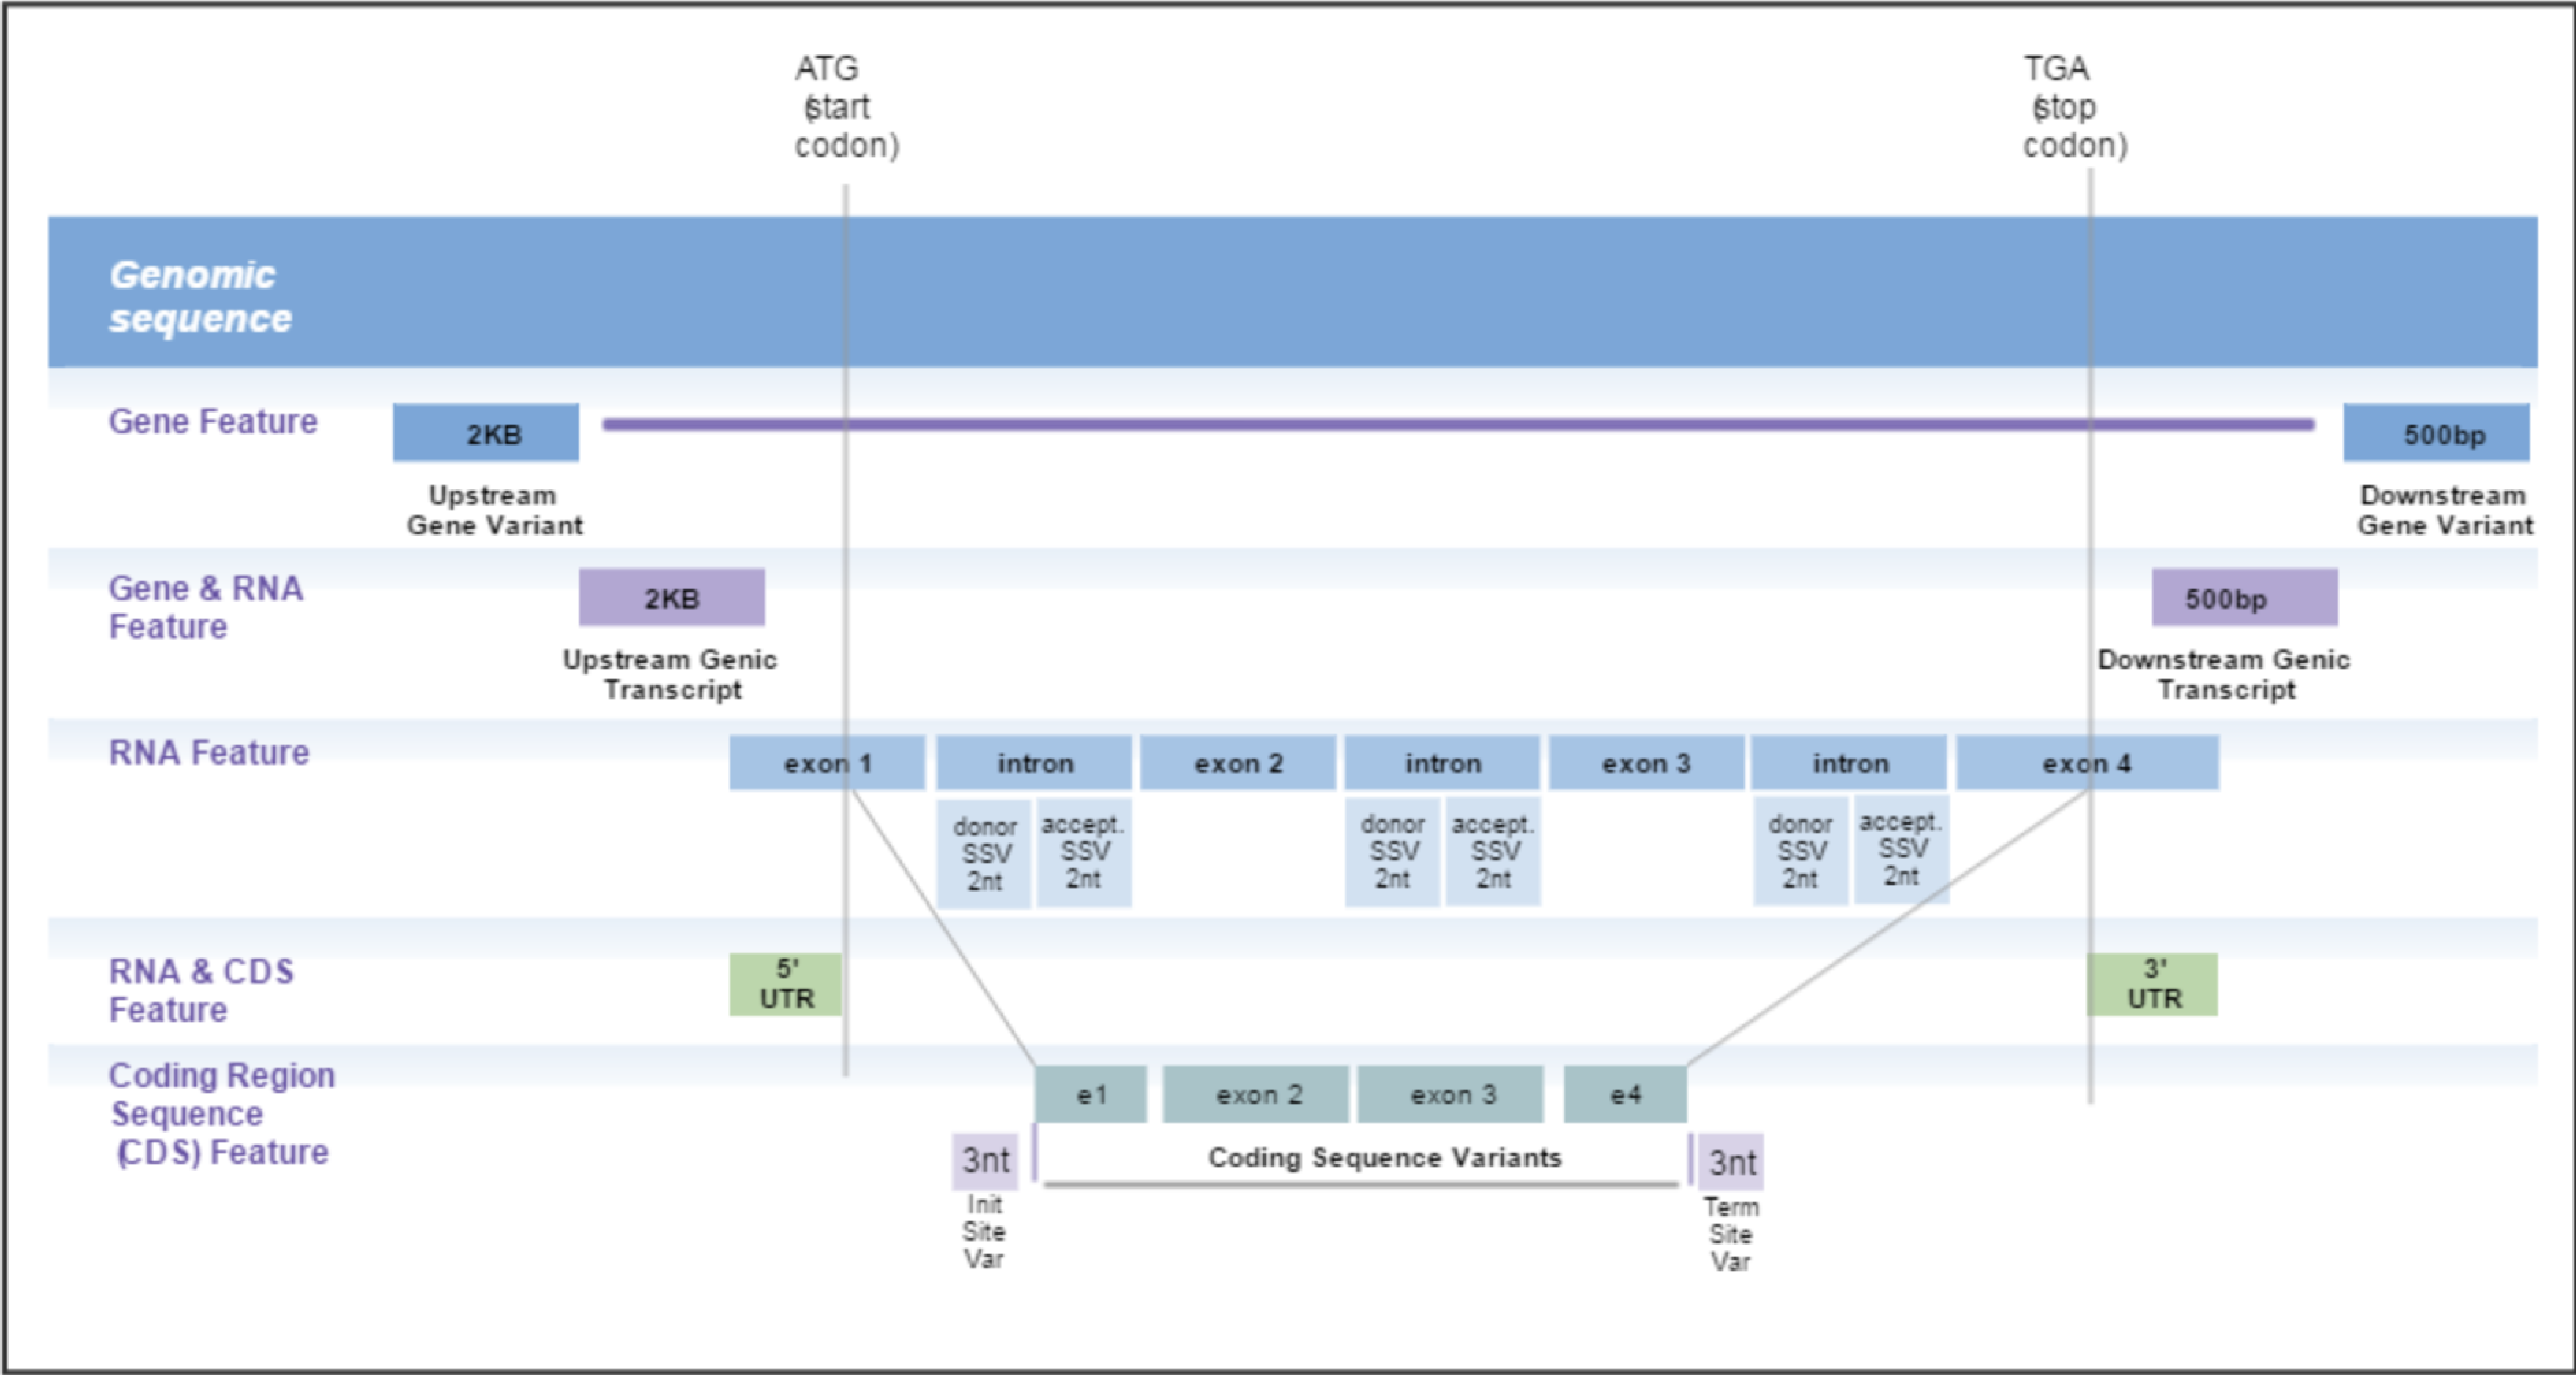 ATG
(start
codon)
TGA
(stop
codon)
Genomic
sequence
Gene Feature
2KB
500bp
Upstream
Gene Variant
Downstream
Gene Variant
Gene & RNA
Feature
2KB
500bp
Upstream Genic
Transcript
Downstream Genic
Transcript
RNA Feature
exon 1
intron
exon 2
intron
exon 3
intron
exon 4
donor
SSV
2nt
accept.
SSV
2nt
donor
SSV
2nt
accept.
SSV
2nt
donor
SSV
2nt
accept.
SSV
2nt
RNA & CDS
Feature
5'
UTR
3'
UTR
Coding Region
Sequence
(CDS) Feature
e1
exon 2
exon 3
e4
3nt
Init
Site
Var
Coding Sequence Variants
3nt
Term
Site
Var